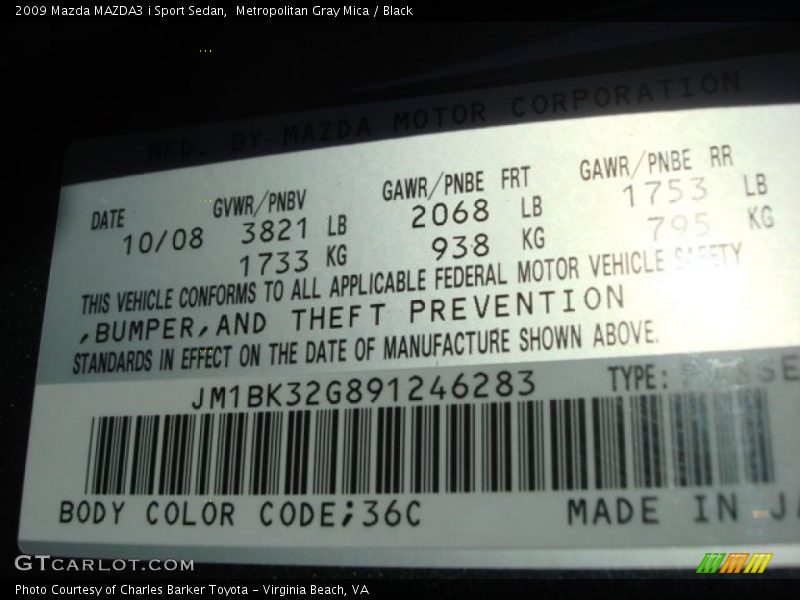 2009 Mazda MAZDA3 i Sport Sedan,  Metropolitan Gray Mica / Black
MFD. BY MAZDA MOTOR CORPORATION
DATE GVWR/PNBV GAWR/PNBE FRT GAWR/PNBE RR
10/08 3821 LB 2068 LB 1753 LB
1733 KG 938 KG 795 KG
THIS VEHICLE CONFORMS TO ALL APPLICABLE FEDERAL MOTOR VEHICLE SAFETY
,BUMPER,AND THEFT PREVENTION
STANDARDS IN EFFECT ON THE DATE OF MANUFACTURE SHOWN ABOVE.
JM1BK32G891246283 TYPE:
BODY COLOR CODE;36C MADE IN
GTCARLOT.COM
Photo Courtesy of Charles Barker Toyota – Virginia Beach, VA